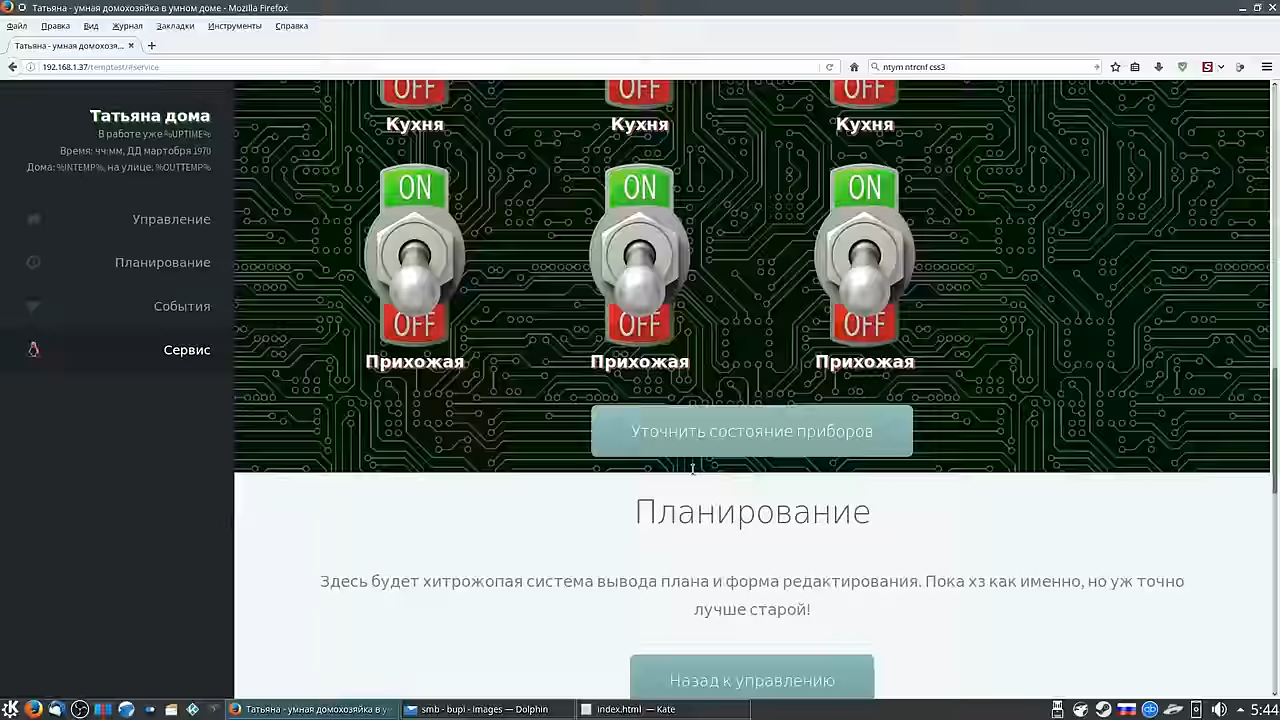 Татьяна - умная домохозяйка в умном доме - Mozilla Firefox
Файл Правка Вид Журнал Закладки Инструменты Справка
Татьяна - умная домохозя... × +
192.168.1.37/temptest/#service
ntym ntrcnf css3
Татьяна дома
В работе уже %UPTIME%
Время: чч:мм, ДД мартобря 1970
Дома: %INTEMP%, на улице: %OUTTEMP%
Управление
Планирование
События
Сервис
OFF OFF OFF
Кухня Кухня Кухня
ON ON ON
OFF OFF OFF
Прихожая Прихожая Прихожая
Уточнить состояние приборов
Планирование
Здесь будет хитрожопая система вывода плана и форма редактирования. Пока хз как именно, но уж точно
лучше старой!
Назад к управлению
Татьяна - умная домохозяйка в у
smb - bupi - images — Dolphin
index.html — Kate
5:44